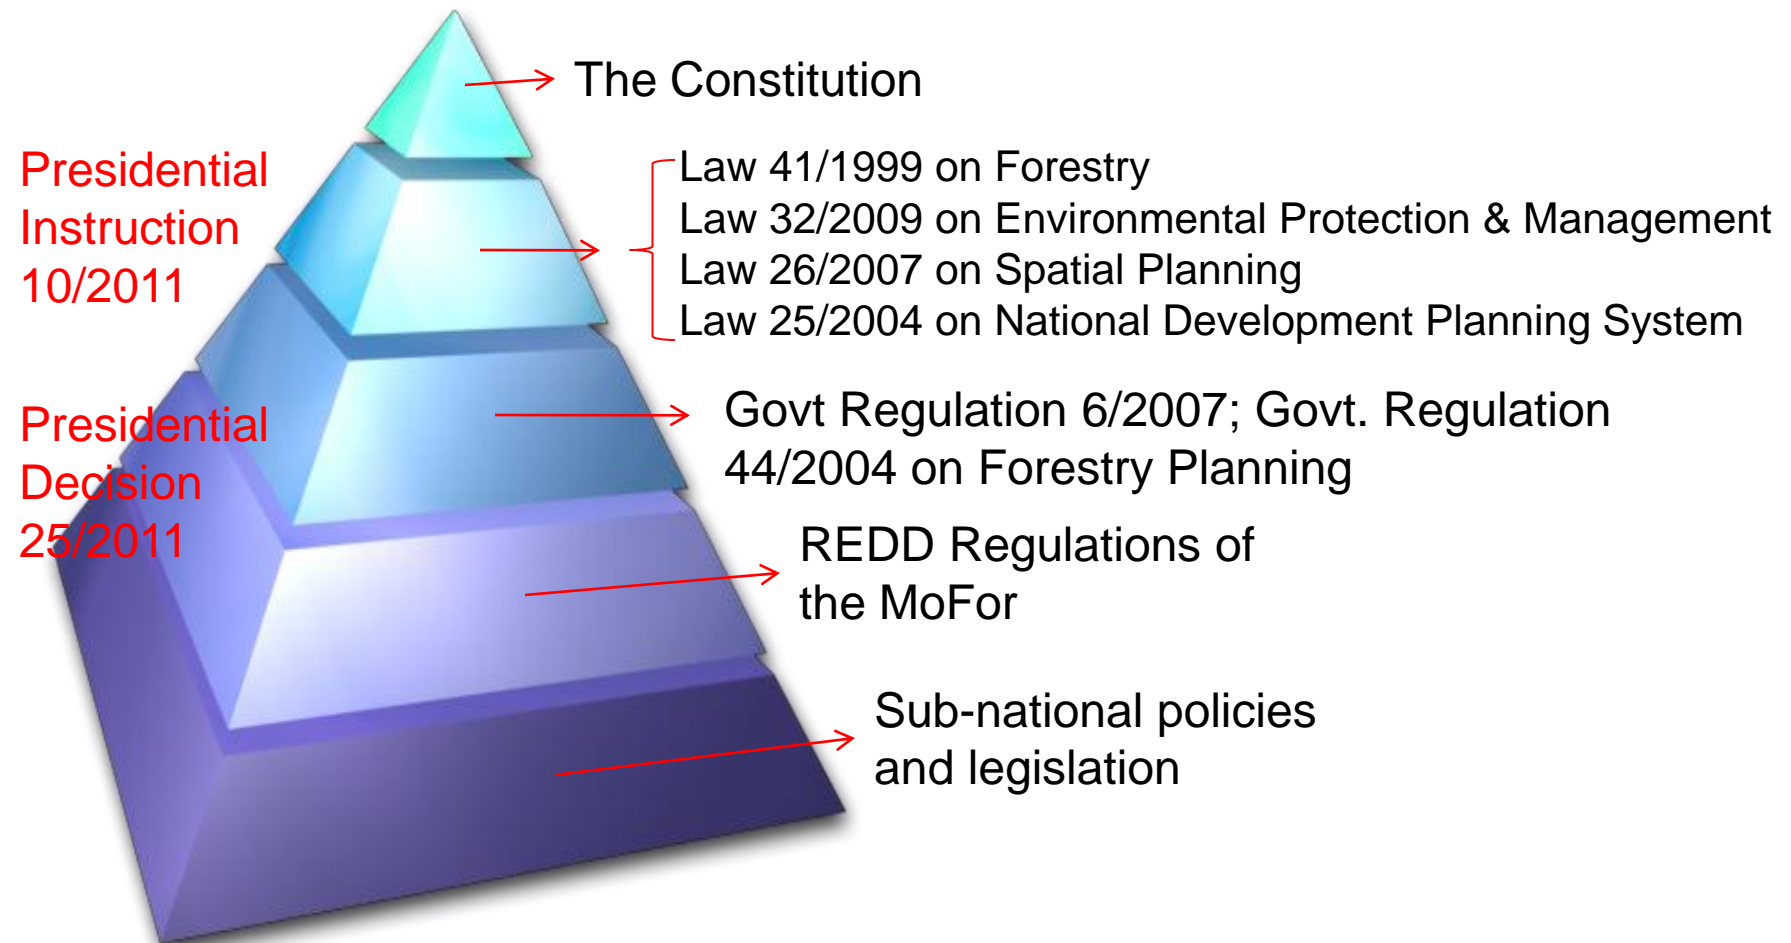 The Constitution
Presidential
Instruction
10/2011
Law 41/1999 on Forestry
Law 32/2009 on Environmental Protection & Management
Law 26/2007 on Spatial Planning
Law 25/2004 on National Development Planning System
Presidential
Decision
25/2011
Govt Regulation 6/2007; Govt. Regulation
44/2004 on Forestry Planning
REDD Regulations of
the MoFor
Sub-national policies
and legislation